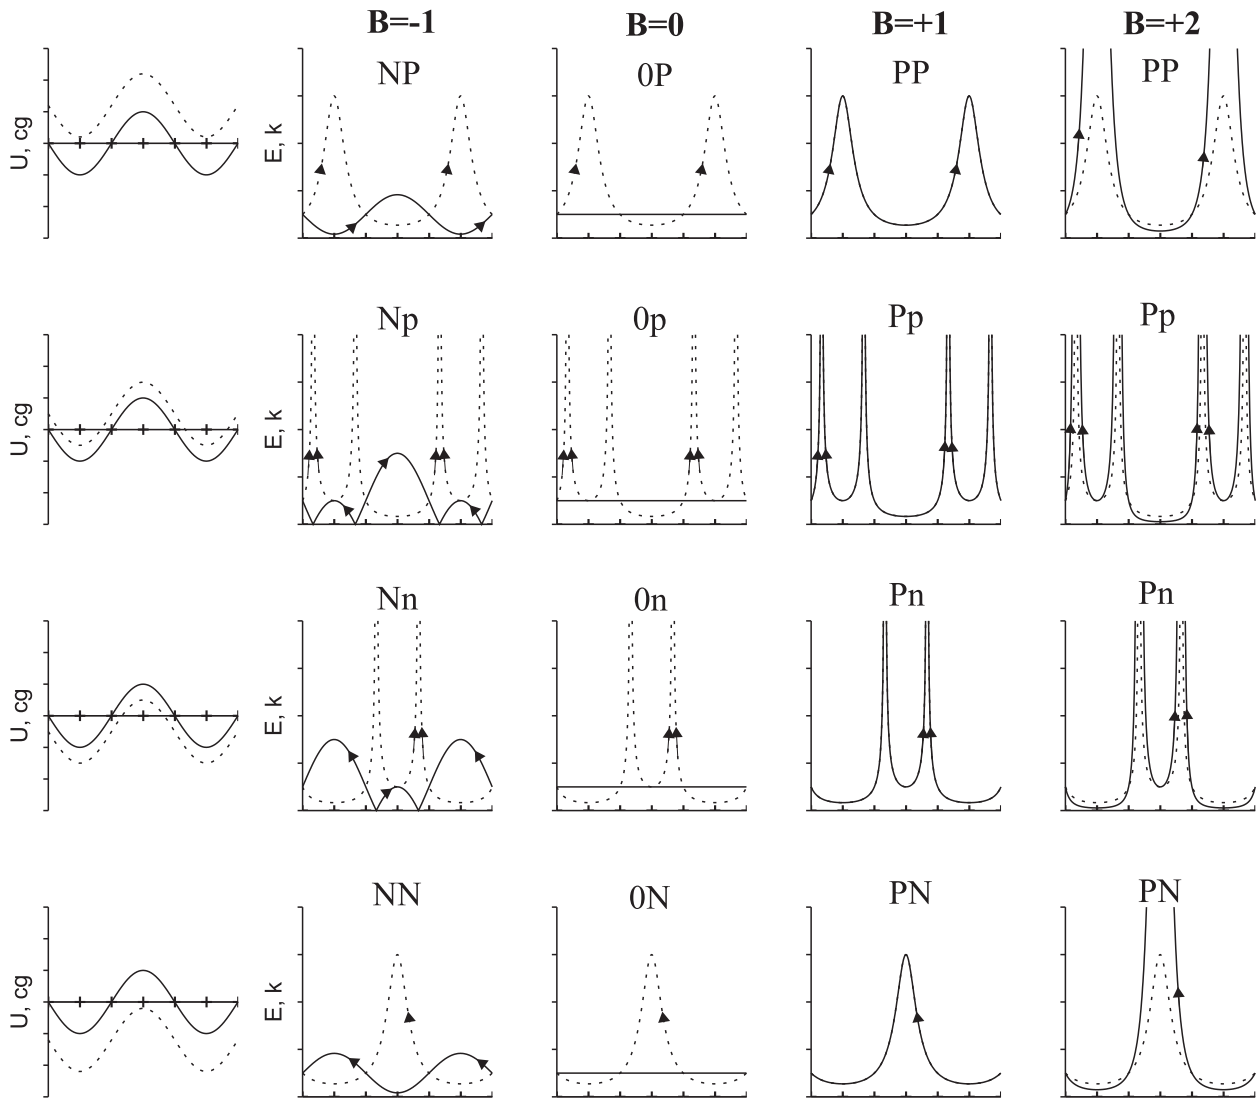 B=-1 B=0 B=+1 B=+2
NP 0P PP PP
U, cg E, k
Np 0p Pp Pp
U, cg E, k
Nn 0n Pn Pn
U, cg E, k
NN 0N PN PN
U, cg E, k